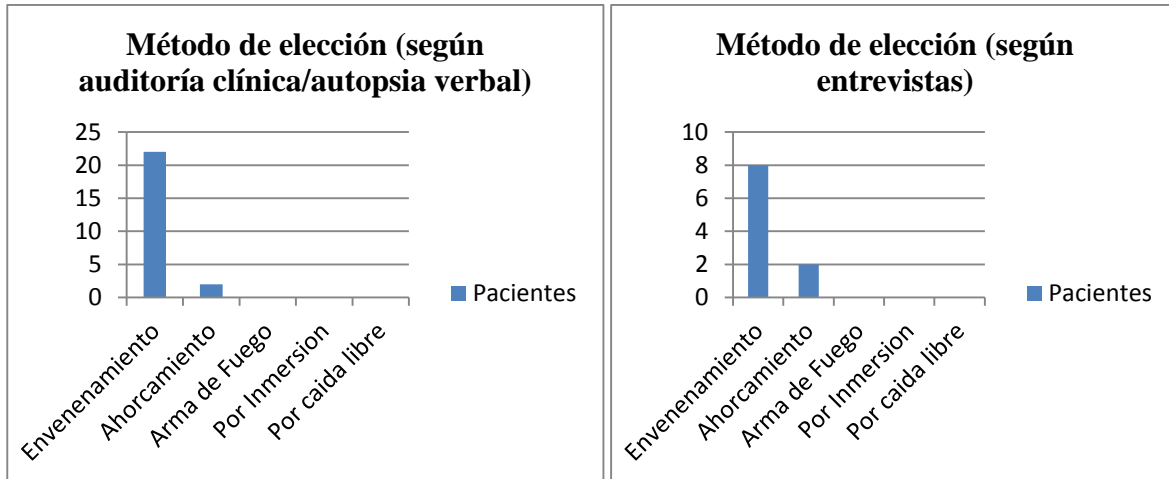 Método de elección (según
auditoría clínica/autopsia verbal)
25
20
15
10
5
0
Envenenamiento
Ahorcamiento
Arma de Fuego
Por Inmersion
Por caida libre
Pacientes
Método de elección (según
entrevistas)
10
8
6
4
2
0
Envenenamiento
Ahorcamiento
Arma de Fuego
Por Inmersion
Por caida libre
Pacientes